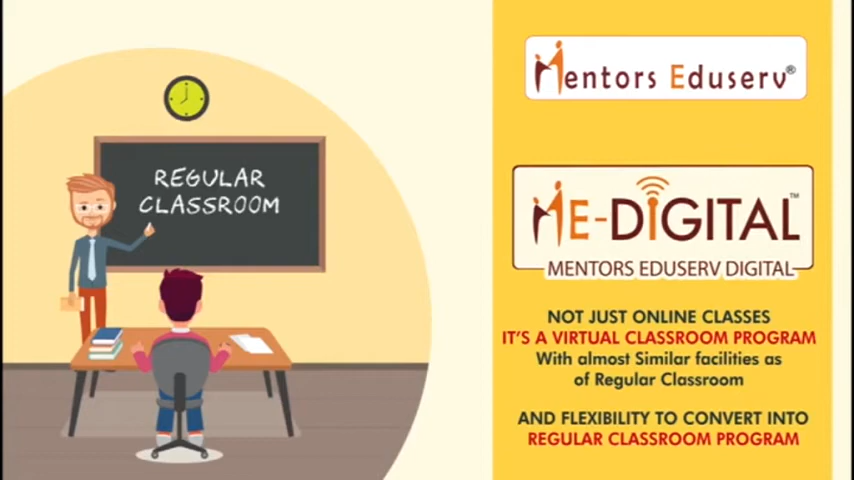 REGULAR
CLASSROOM
Mentors Eduserv®
ME-DIGITAL™
MENTORS EDUSERV DIGITAL
NOT JUST ONLINE CLASSES
IT'S A VIRTUAL CLASSROOM PROGRAM
With almost Similar facilities as
of Regular Classroom
AND FLEXIBILITY TO CONVERT INTO
REGULAR CLASSROOM PROGRAM